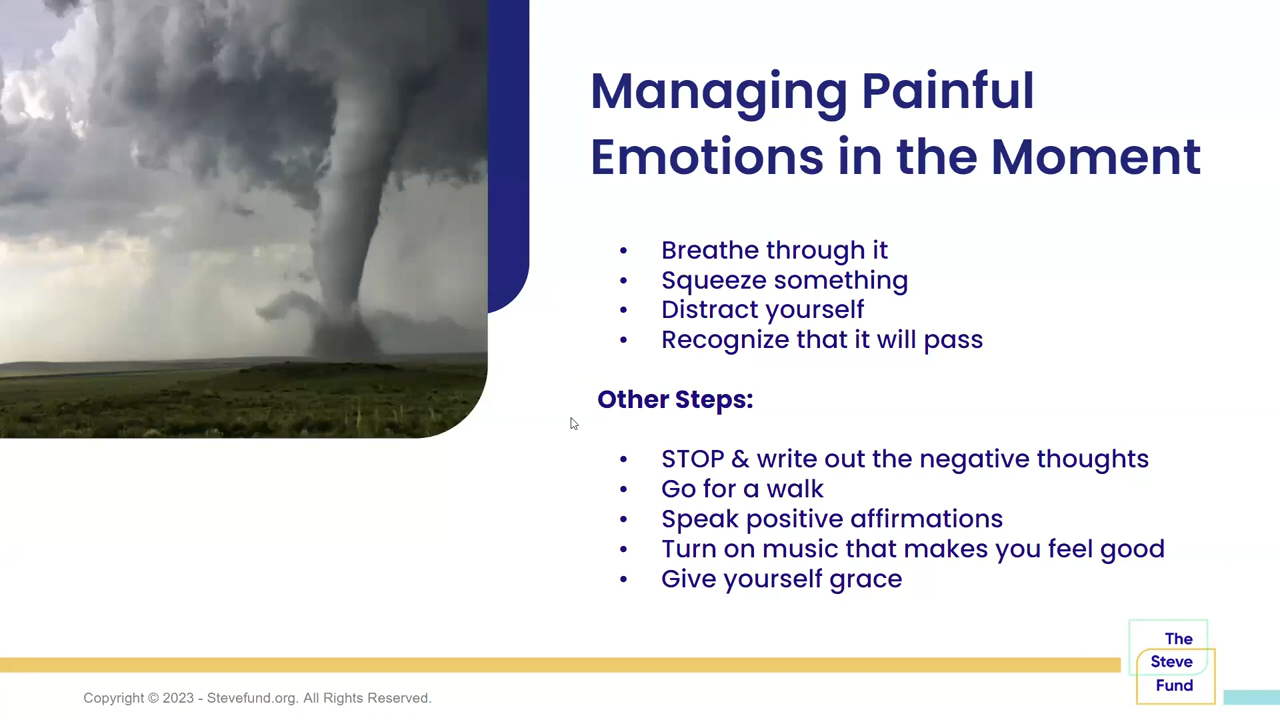 Managing Painful
Emotions in the Moment
• Breathe through it
• Squeeze something
• Distract yourself
• Recognize that it will pass
Other Steps:
• STOP & write out the negative thoughts
• Go for a walk
• Speak positive affirmations
• Turn on music that makes you feel good
• Give yourself grace
The
Steve
Fund
Copyright © 2023 - Stevefund.org. All Rights Reserved.